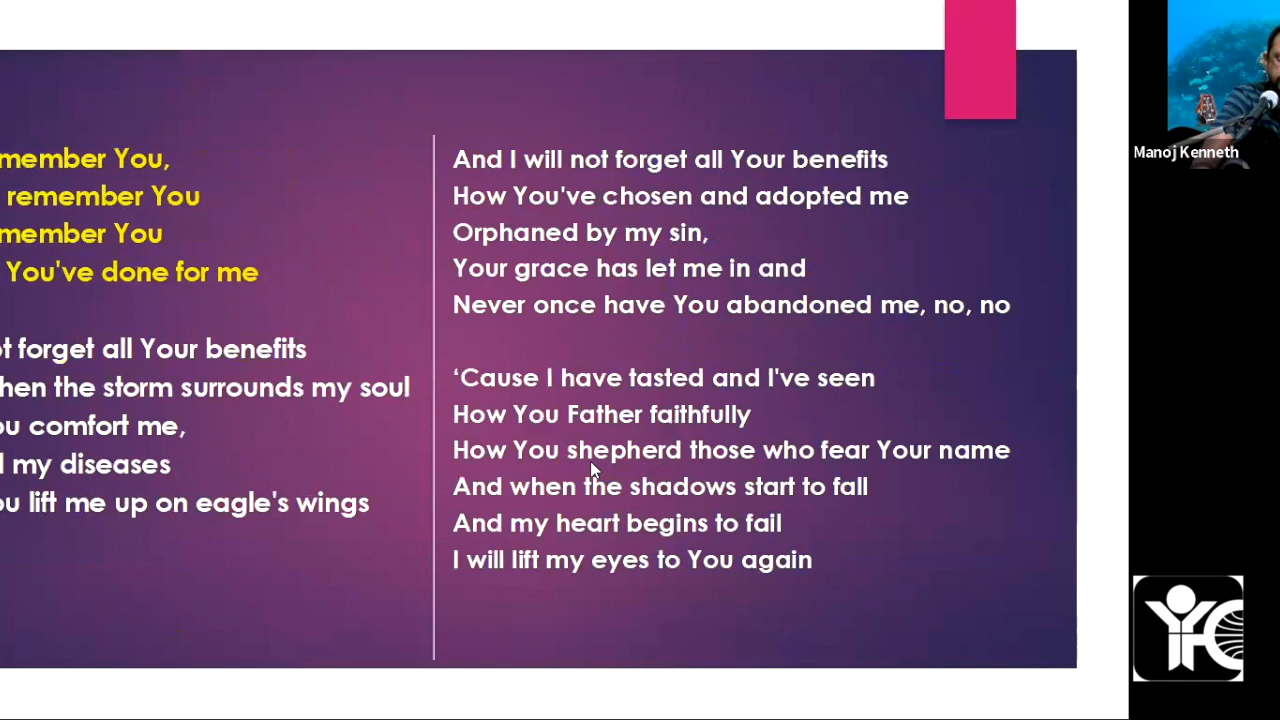 member You,
remember You
member You
You've done for me
t forget all Your benefits
hen the storm surrounds my soul
ou comfort me,
l my diseases
ou lift me up on eagle's wings
And I will not forget all Your benefits
How You've chosen and adopted me
Orphaned by my sin,
Your grace has let me in and
Never once have You abandoned me, no, no
‘Cause I have tasted and I've seen
How You Father faithfully
How You shepherd those who fear Your name
And when the shadows start to fall
And my heart begins to fail
I will lift my eyes to You again
Manoj Kenneth
YFC